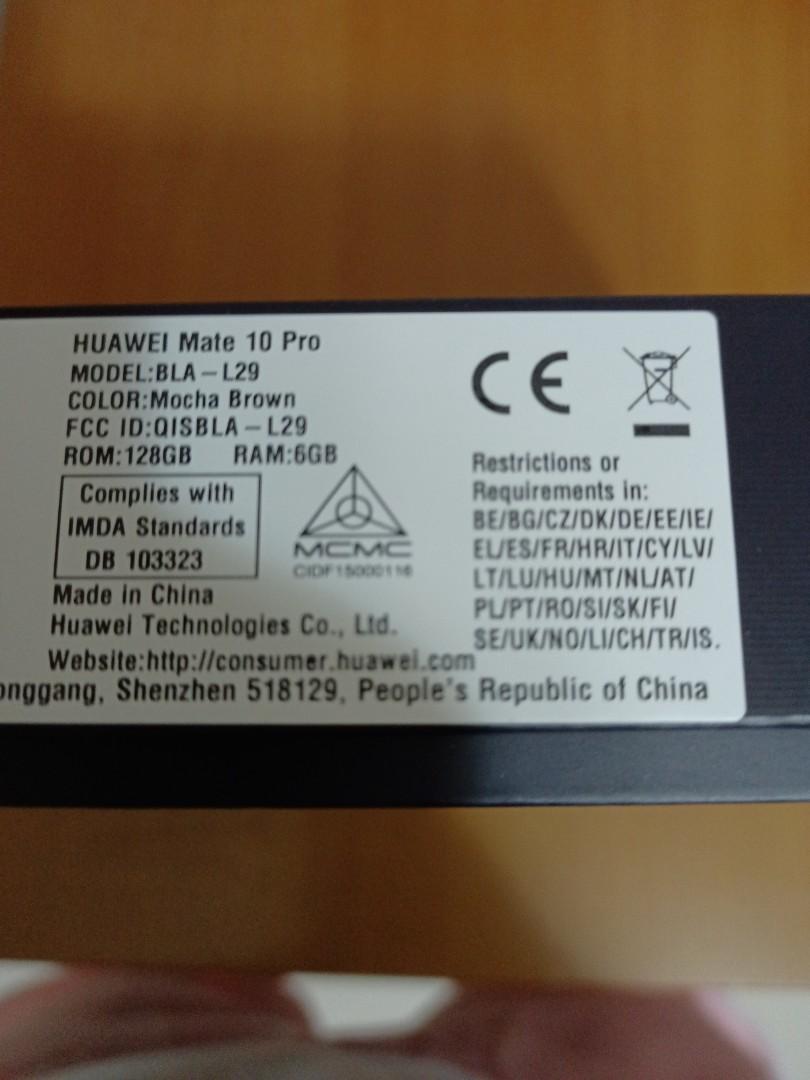 HUAWEI Mate 10 Pro
MODEL:BLA-L29
COLOR:Mocha Brown
FCC ID:QISBLA-L29
ROM:128GB RAM:6GB
Complies with
IMDA Standards
DB 103323
MCMC
CIDF15000116
Made in China
Huawei Technologies Co., Ltd.
Website:http://consumer.huawei.com
onggang, Shenzhen 518129, People's Republic of China
CE
Restrictions or
Requirements in:
BE/BG/CZ/DK/DE/EE/IE/
EL/ES/FR/HR/IT/CY/LV/
LT/LU/HU/MT/NL/AT/
PL/PT/RO/SI/SK/FI/
SE/UK/NO/LI/CH/TR/IS.